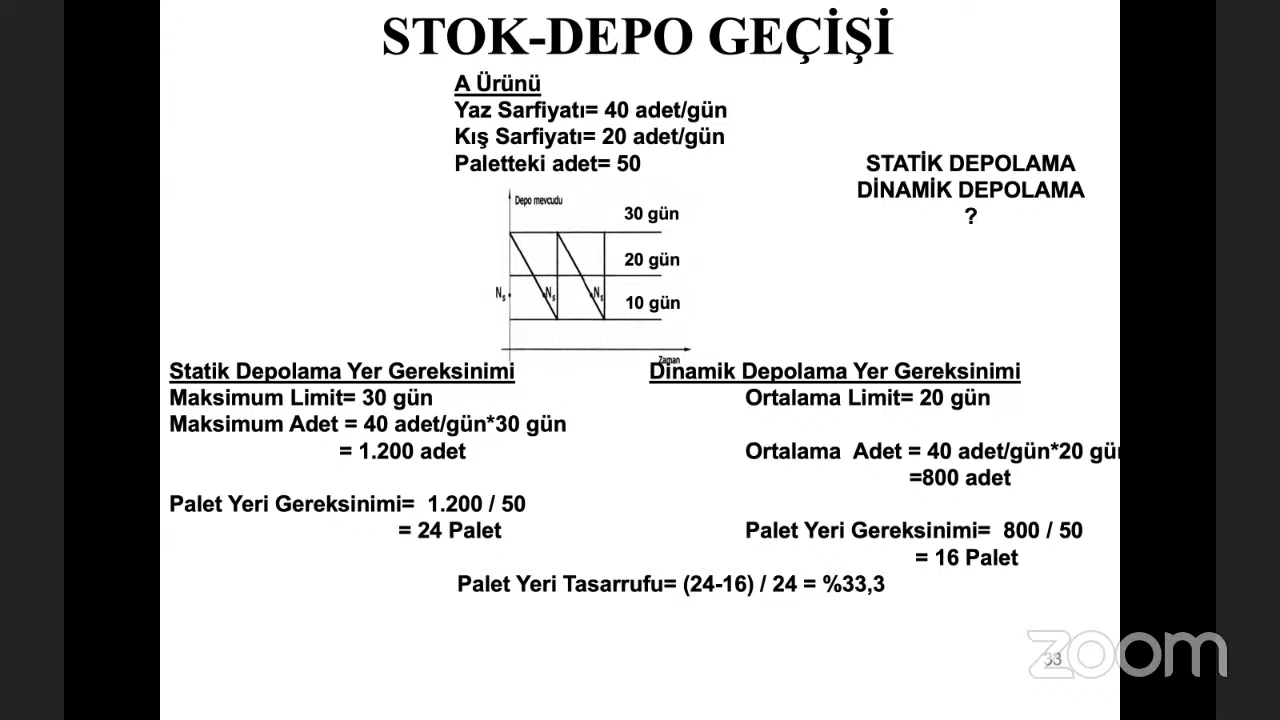 STOK-DEPO GEÇİŞİ
A Ürünü
Yaz Sarfiyatı= 40 adet/gün
Kış Sarfiyatı= 20 adet/gün
Paletteki adet= 50
STATİK DEPOLAMA
DİNAMİK DEPOLAMA
?
Depo mevcudu
30 gün
20 gün
Ns
Ns
Ns
10 gün
Zaman
Statik Depolama Yer Gereksinimi
Maksimum Limit= 30 gün
Maksimum Adet = 40 adet/gün*30 gün
= 1.200 adet
Palet Yeri Gereksinimi= 1.200 / 50
= 24 Palet
Dinamik Depolama Yer Gereksinimi
Ortalama Limit= 20 gün
Ortalama Adet = 40 adet/gün*20 gün
=800 adet
Palet Yeri Gereksinimi= 800 / 50
= 16 Palet
Palet Yeri Tasarrufu= (24-16) / 24 = %33,3
33
zoom